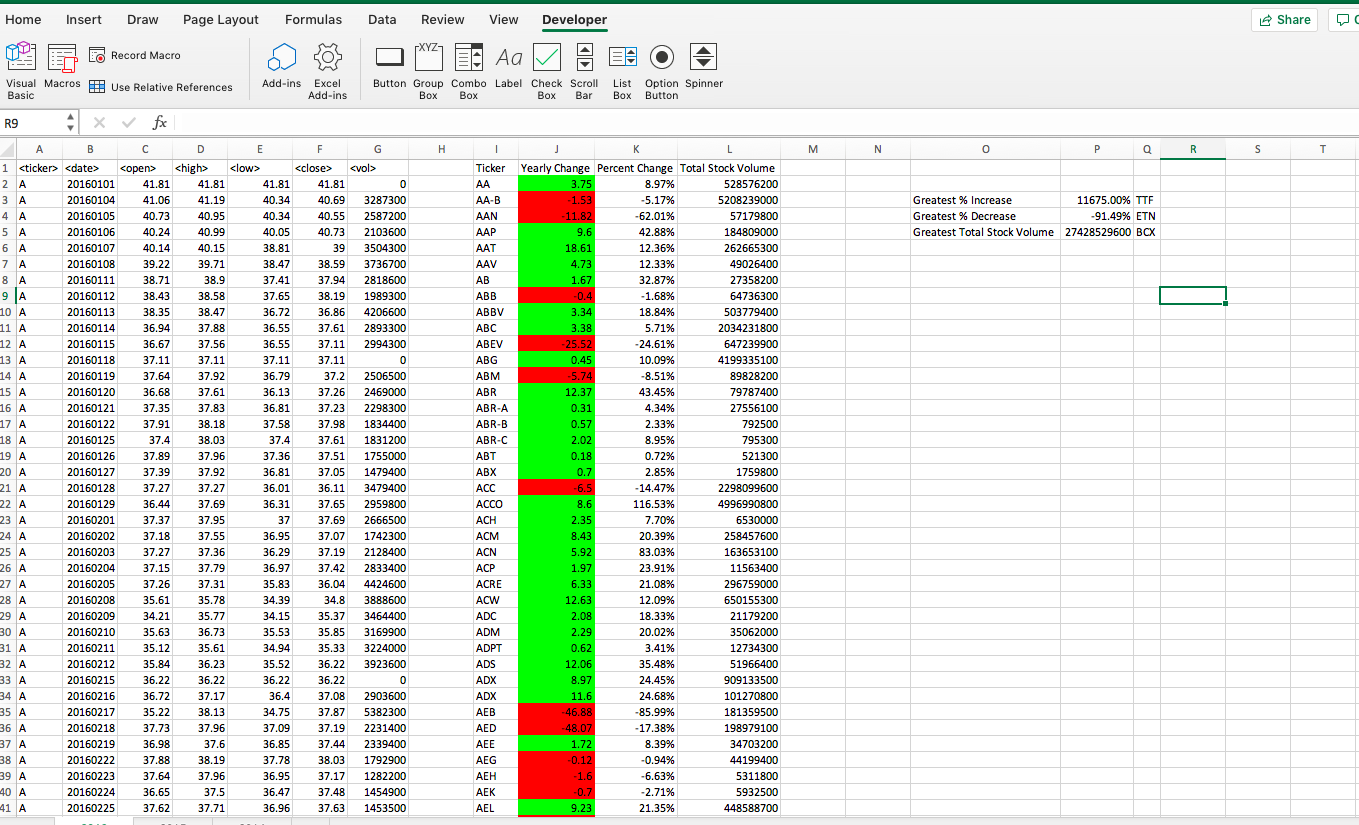 Home Insert Draw Page Layout Formulas Data Review View Developer Share
XYZ Aa
Record Macro
Use Relative References
Visual Basic Macros Add-ins Excel Add-ins Button Group Box Combo Box Label Check Box Scroll Bar List Box Option Button Spinner
R9 fx
A B C D E F G H I J K L M N O P Q R S T
1 <ticker> <date> <open> <high> <low> <close> <vol> Ticker Yearly Change Percent Change Total Stock Volume
2 A 20160101 41.81 41.81 41.81 41.81 0 AA 3.75 8.97% 528576200
3 A 20160104 41.06 41.19 40.34 40.69 3287300 AA-B -1.53 -5.17% 5208239000 Greatest % Increase 11675.00% TTF
4 A 20160105 40.73 40.95 40.34 40.55 2587200 AAN -11.82 -62.01% 57179800 Greatest % Decrease -91.49% ETN
5 A 20160106 40.24 40.99 40.05 40.73 2103600 AAP 9.6 42.88% 184809000 Greatest Total Stock Volume 27428529600 BCX
6 A 20160107 40.14 40.15 38.81 39 3504300 AAT 18.61 12.36% 262665300
7 A 20160108 39.22 39.71 38.47 38.59 3736700 AAV 4.73 12.33% 49026400
8 A 20160111 38.71 38.9 37.41 37.94 2818600 AB 1.67 32.87% 27358200
9 A 20160112 38.43 38.58 37.65 38.19 1989300 ABB -0.4 -1.68% 64736300
10 A 20160113 38.35 38.47 36.72 36.86 4206600 ABBV 3.34 18.84% 503779400
11 A 20160114 36.94 37.88 36.55 37.61 2893300 ABC 3.38 5.71% 2034231800
12 A 20160115 36.67 37.56 36.55 37.11 2994300 ABEV -25.52 -24.61% 647239900
13 A 20160118 37.11 37.11 37.11 37.11 0 ABG 0.45 10.09% 4199335100
14 A 20160119 37.64 37.92 36.79 37.2 2506500 ABM -5.74 -8.51% 89828200
15 A 20160120 36.68 37.61 36.13 37.26 2469000 ABR 12.37 43.45% 79787400
16 A 20160121 37.35 37.83 36.81 37.23 2298300 ABR-A 0.31 4.34% 27556100
17 A 20160122 37.91 38.18 37.58 37.98 1834400 ABR-B 0.57 2.33% 792500
18 A 20160125 37.4 38.03 37.4 37.61 1831200 ABR-C 2.02 8.95% 795300
19 A 20160126 37.89 37.96 37.36 37.51 1755000 ABT 0.18 0.72% 521300
20 A 20160127 37.39 37.92 36.81 37.05 1479400 ABX 0.7 2.85% 1759800
21 A 20160128 37.27 37.27 36.01 36.11 3479400 ACC -6.5 -14.47% 2298099600
22 A 20160129 36.44 37.69 36.31 37.65 2959800 ACCO 8.6 116.53% 4996990800
23 A 20160201 37.37 37.95 37 37.69 2666500 ACH 2.35 7.70% 6530000
24 A 20160202 37.18 37.55 36.95 37.07 1742300 ACM 8.43 20.39% 258457600
25 A 20160203 37.27 37.36 36.29 37.19 2128400 ACN 5.92 83.03% 163653100
26 A 20160204 37.15 37.79 36.97 37.42 2833400 ACP 1.97 23.91% 11563400
27 A 20160205 37.26 37.31 35.83 36.04 4424600 ACRE 6.33 21.08% 296759000
28 A 20160208 35.61 35.78 34.39 34.8 3888600 ACW 12.63 12.09% 650155300
29 A 20160209 34.21 35.77 34.15 35.37 3464400 ADC 2.08 18.33% 21179200
30 A 20160210 35.63 36.73 35.53 35.85 3169900 ADM 2.29 20.02% 35062000
31 A 20160211 35.12 35.61 34.94 35.33 3224000 ADPT 0.62 3.41% 12734300
32 A 20160212 35.84 36.23 35.52 36.22 3923600 ADS 12.06 35.48% 51966400
33 A 20160215 36.22 36.22 36.22 36.22 0 ADX 8.97 24.45% 909133500
34 A 20160216 36.72 37.17 36.4 37.08 2903600 ADX 11.6 24.68% 101270800
35 A 20160217 35.22 38.13 34.75 37.87 5382300 AEB -46.88 -85.99% 181359500
36 A 20160218 37.73 37.96 37.09 37.19 2231400 AED -48.07 -17.38% 198979100
37 A 20160219 36.98 37.6 36.85 37.44 2339400 AEE 1.72 8.39% 34703200
38 A 20160222 37.88 38.19 37.78 38.03 1792900 AEG -0.12 -0.94% 44199400
39 A 20160223 37.64 37.96 36.95 37.17 1282200 AEH -1.6 -6.63% 5311800
40 A 20160224 36.65 37.5 36.47 37.48 1454900 AEK -0.7 -2.71% 5932500
41 A 20160225 37.62 37.71 36.96 37.63 1453500 AEL 9.23 21.35% 448588700